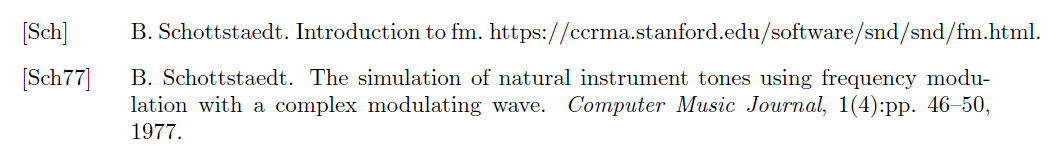 [Sch] B. Schottstaedt. Introduction to fm. https://ccrma.stanford.edu/software/snd/snd/fm.html.
[Sch77] B. Schottstaedt. The simulation of natural instrument tones using frequency modu-
lation with a complex modulating wave. Computer Music Journal, 1(4):pp. 46–50,
1977.